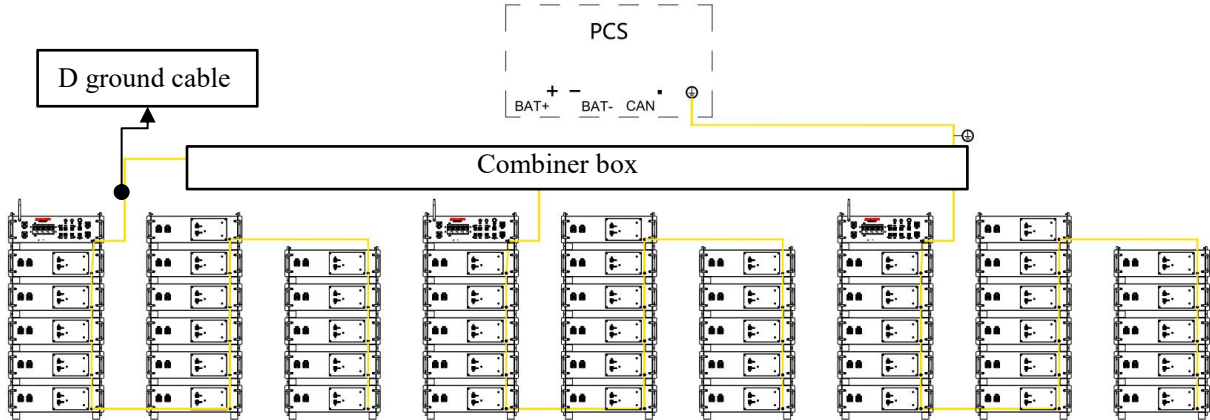 PCS
D ground cable
+ −
BAT+ BAT- CAN
Combiner box